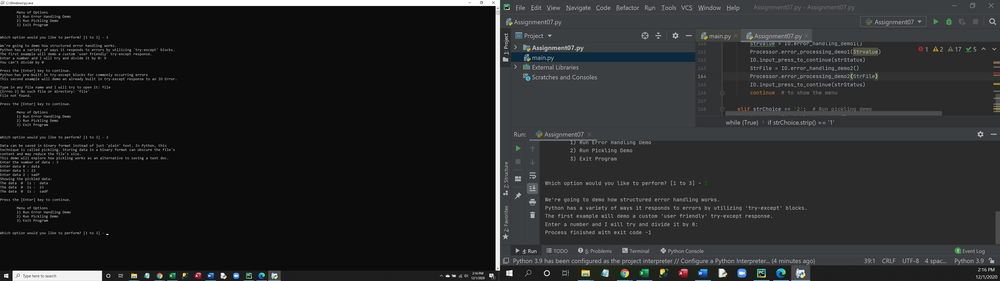 C:\Windows\py.exe
Menu of Options
1) Run Error Handling Demo
2) Run Pickling Demo
3) Exit Program
Which option would you like to perform? [1 to 3] - 1
We're going to demo how structured error handling works.
Python has a variety of ways it responds to errors by utilizing 'try-except' blocks.
The first example will demo a custom 'user friendly' try-except response.
Enter a number and I will try and divide it by 0: 9
You can't divide by 0
Press the [Enter] key to continue.
Python has pre-built in try-except blocks for commonly occurring errors
This second example will demo an already built in try-except response to an IO Error.
Type in any file name and I will try to open it: file
[Errno 2] No such file or directory: 'file'
File not found.
Press the [Enter] key to continue.
Menu of Options
1) Run Error Handling Demo
2) Run Pickling Demo
3) Exit Program
Which option would you like to perform? [1 to 3] - 2
Data can be saved in binary format instead of just 'plain' text. In Python, this
technique is called pickling. Storing data in a binary format can obscure the file's
content and may reduce the file's size.
This demo will explore how pickling works as an alternative to saving a text doc.
Enter the number of data : 3
Enter data 0 : data
Enter data 1 : 23
Enter data 2 : sadf
Showing the pickled data:
The data  0  is :  data
The data  0  is :  23
The data  0  is :  sadf
Press the [Enter] key to continue.
Menu of Options
1) Run Error Handling Demo
2) Run Pickling Demo
3) Exit Program
Which option would you like to perform? [1 to 3] -
Type here to search
2:16 PM
12/1/2020
File Edit View Navigate Code Refactor Run Tools VCS Window Help Assignment07.py - Assignment07.py
Assignment07.py
Assignment07
1: Project
Project
main.py
Assignment07.py
Assignment07.py
main.py
External Libraries
Scratches and Consoles
1 2 17 5
160 Strvalue = IO.error_handling_demo1()
161 Processor.error_processing_demo1(Strvalue)
162 IO.input_press_to_continue(strStatus)
163 StrFile = IO.error_handling_demo2()
164 Processor.error_processing_demo2(StrFile)
165 IO.input_press_to_continue(strStatus)
166 continue  # to show the menu
167
168 elif strChoice == '2':  # Run pickling demo
while (True) › if strChoice.strip() == '1'
Run: Assignment07
7: Structure
2: Favorites
1) Run Error Handling Demo
2) Run Pickling Demo
3) Exit Program
Which option would you like to perform? [1 to 3] - 1
We're going to demo how structured error handling works.
Python has a variety of ways it responds to errors by utilizing 'try-except' blocks.
The first example will demo a custom 'user friendly' try-except response.
Enter a number and I will try and divide it by 0:
Process finished with exit code -1
4: Run TODO 6: Problems Terminal Python Console 1 Event Log
Python 3.9 has been configured as the project interpreter // Configure a Python Interpreter... (4 minutes ago) 39:1 CRLF UTF-8 4 spac... Python 3.9
2:16 PM
12/1/2020